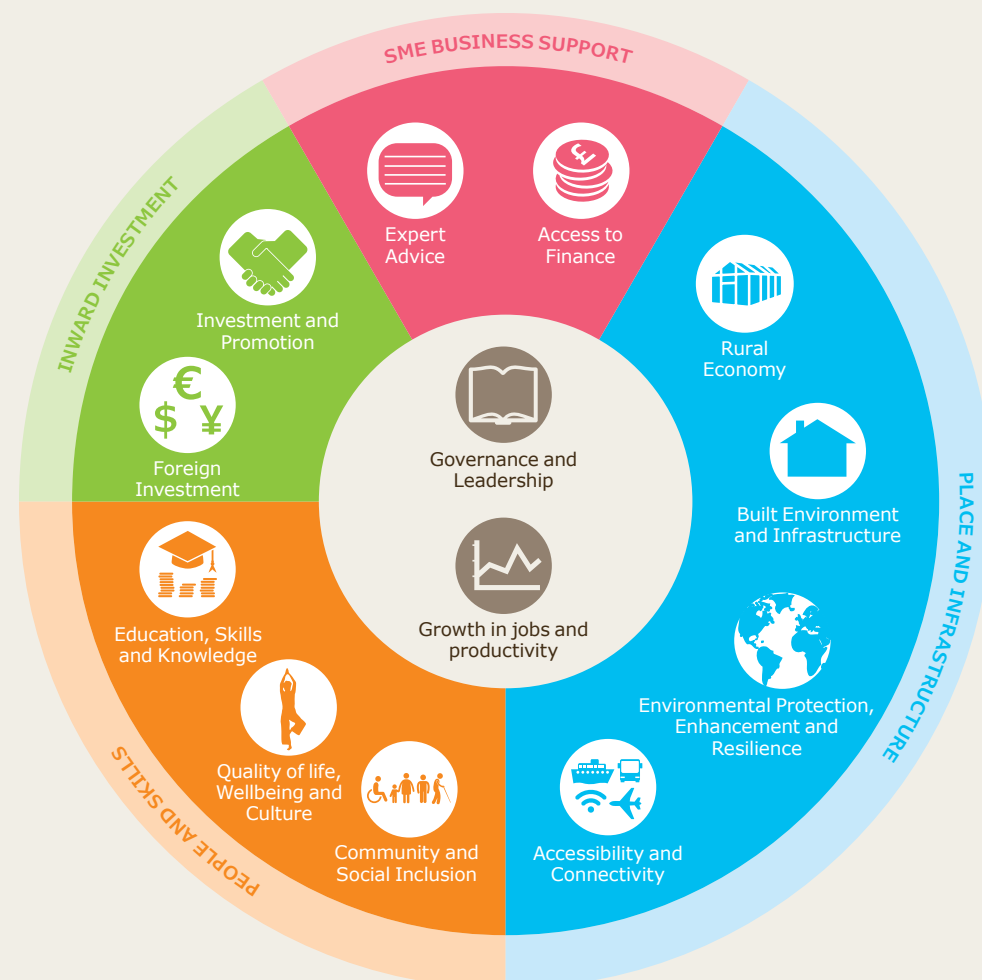 SME BUSINESS SUPPORT
Expert
Advice
£
Access to
Finance
INWARD INVESTMENT
Investment and
Promotion
€
$ ¥
Foreign
Investment
PLACE AND INFRASTRUCTURE
Rural
Economy
Built Environment
and Infrastructure
Environmental Protection,
Enhancement and
Resilience
Accessibility and
Connectivity
PEOPLE AND SKILLS
Education, Skills
and Knowledge
Quality of life,
Wellbeing and
Culture
Community and
Social Inclusion
Governance and
Leadership
Growth in jobs and
productivity